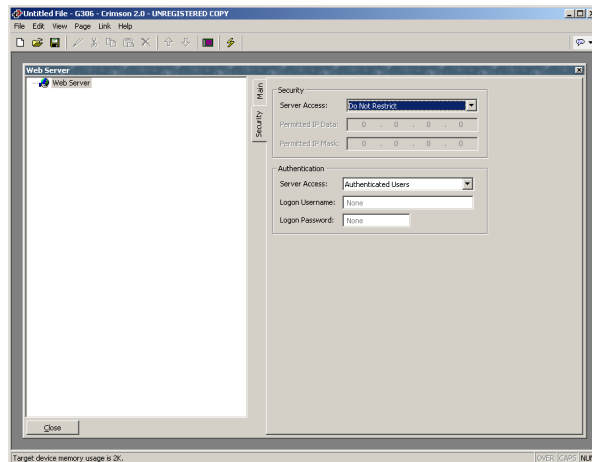 Untitled File - G306 - Crimson 2.0 - UNREGISTERED COPY
File Edit View Page Link Help
Web Server
Web Server
Main
Security
Security
Server Access: Do Not Restrict
Permitted IP Data: 0 . 0 . 0 . 0
Permitted IP Mask: 0 . 0 . 0 . 0
Authentication
Server Access: Authenticated Users
Logon Username: None
Logon Password: None
Close
Target device memory usage is 2K.
OVER CAPS NUM